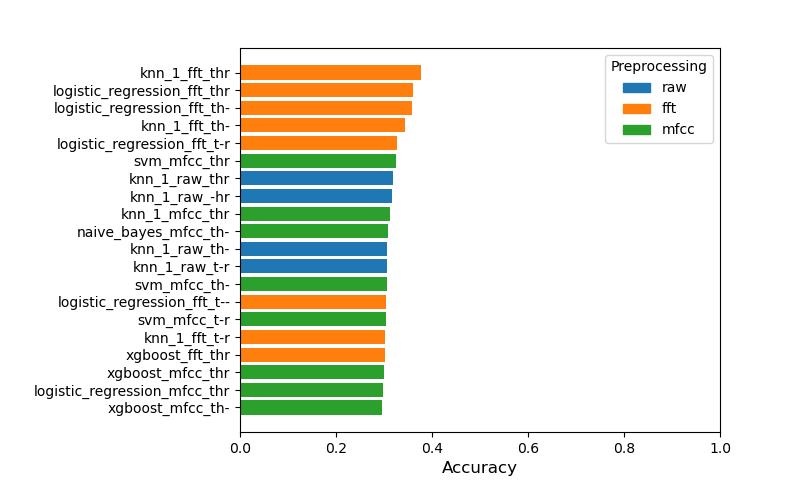 Preprocessing
raw
fft
mfcc
knn_1_fft_thr
logistic_regression_fft_thr
logistic_regression_fft_th-
knn_1_fft_th-
logistic_regression_fft_t-r
svm_mfcc_thr
knn_1_raw_thr
knn_1_raw_-hr
knn_1_mfcc_thr
naive_bayes_mfcc_th-
knn_1_raw_th-
knn_1_raw_t-r
svm_mfcc_th-
logistic_regression_fft_t--
svm_mfcc_t-r
knn_1_fft_t-r
xgboost_fft_thr
xgboost_mfcc_thr
logistic_regression_mfcc_thr
xgboost_mfcc_th-
0.0 0.2 0.4 0.6 0.8 1.0
Accuracy